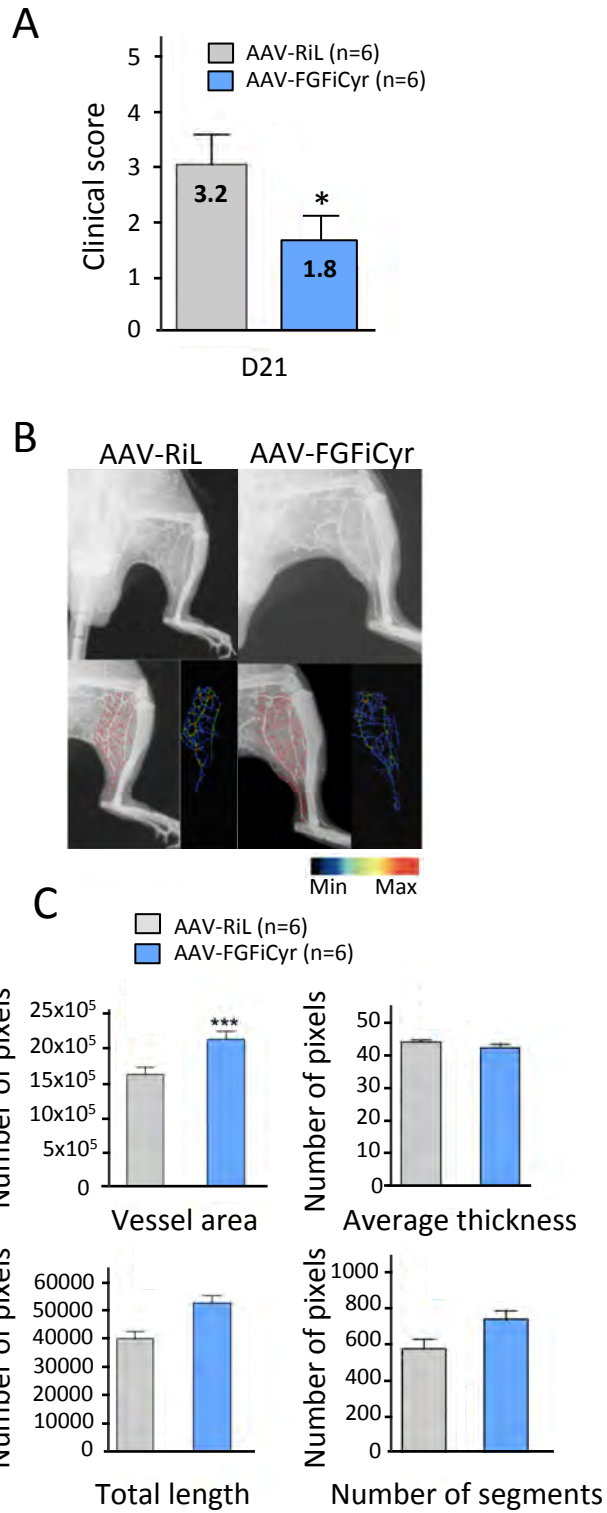 A
AAV-RiL (n=6)
AAV-FGFiCyr (n=6)
Clinical score
5
4
3
2
1
0
3.2
*
1.8
D21
B
AAV-RiL
AAV-FGFiCyr
Min
Max
C
AAV-RiL (n=6)
AAV-FGFiCyr (n=6)
Number of pixels
25x10⁵
20x10⁵
15x10⁵
10x10⁵
5x10⁵
0
***
Vessel area
Number of pixels
50
40
30
20
10
0
Average thickness
Number of pixels
60000
50000
40000
30000
20000
10000
0
Total length
Number of pixels
1000
800
600
400
200
0
Number of segments